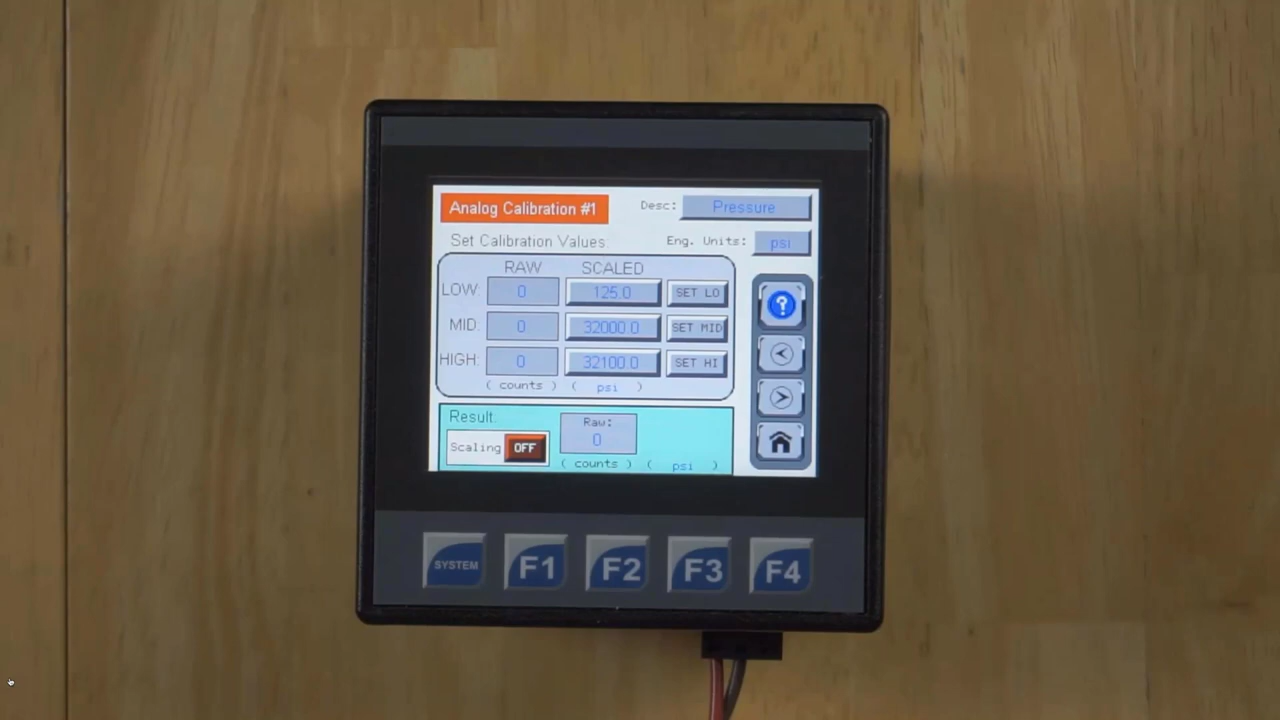 Analog Calibration #1 Desc: Pressure
Set Calibration Values: Eng. Units: psi
RAW SCALED
LOW: 0 125.0 SET LO
MID: 0 32000.0 SET MID
HIGH: 0 32100.0 SET HI
( counts ) ( psi )
?
< >
Result:
Raw:
Scaling OFF 0
( counts ) ( psi )
SYSTEM F1 F2 F3 F4